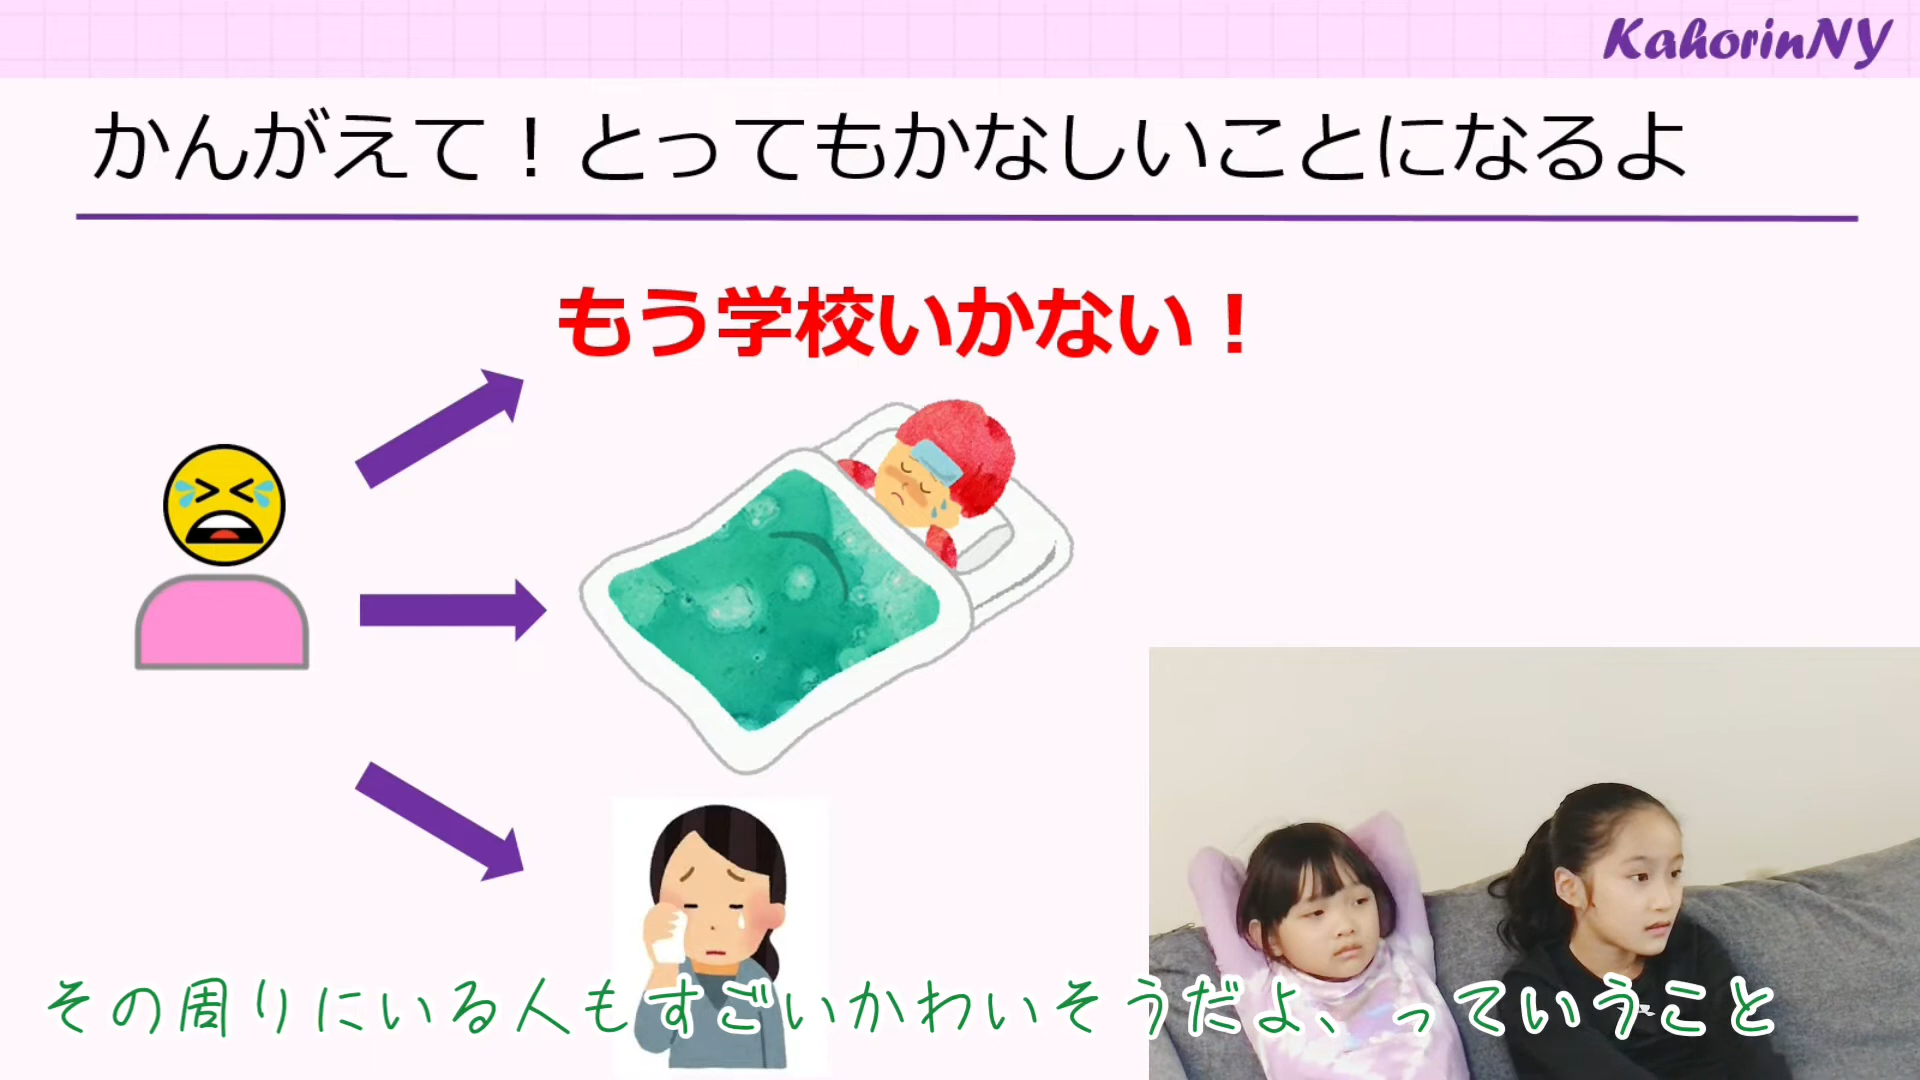 KahorinNY
かんがえて！とってもかなしいことになるよ
もう学校いかない！
その周りにいる人もすごいかわいそうだよ、っていうこと